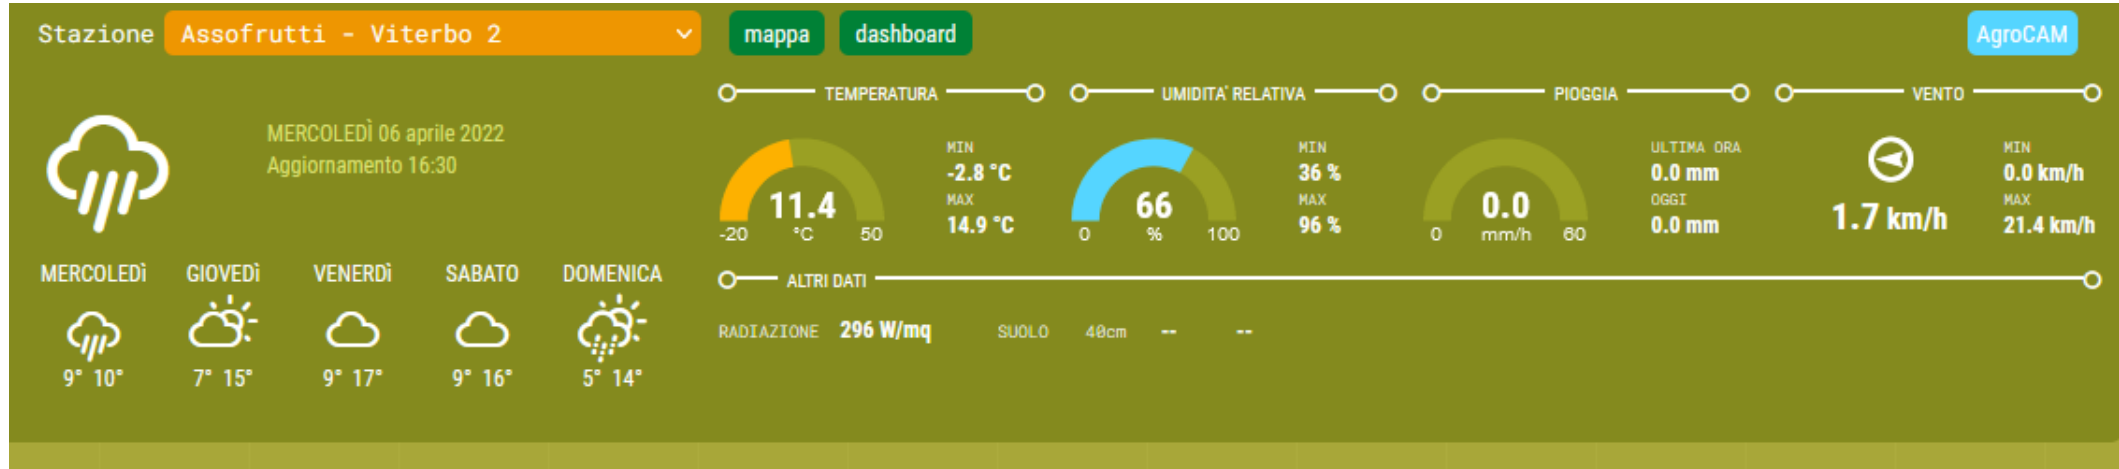 Stazione Assofrutti - Viterbo 2 mappa dashboard AgroCAM
MERCOLEDÌ 06 aprile 2022
Aggiornamento 16:30
MERCOLEDÌ GIOVEDÌ VENERDÌ SABATO DOMENICA
9° 10° 7° 15° 9° 17° 9° 16° 5° 14°
TEMPERATURA
11.4
-20 °C 50
MIN
-2.8 °C
MAX
14.9 °C
UMIDITA' RELATIVA
66
0 % 100
MIN
36 %
MAX
96 %
PIOGGIA
0.0
0 mm/h 60
ULTIMA ORA
0.0 mm
OGGI
0.0 mm
VENTO
1.7 km/h
MIN
0.0 km/h
MAX
21.4 km/h
ALTRI DATI
RADIAZIONE 296 W/mq SUOLO 40cm -- --